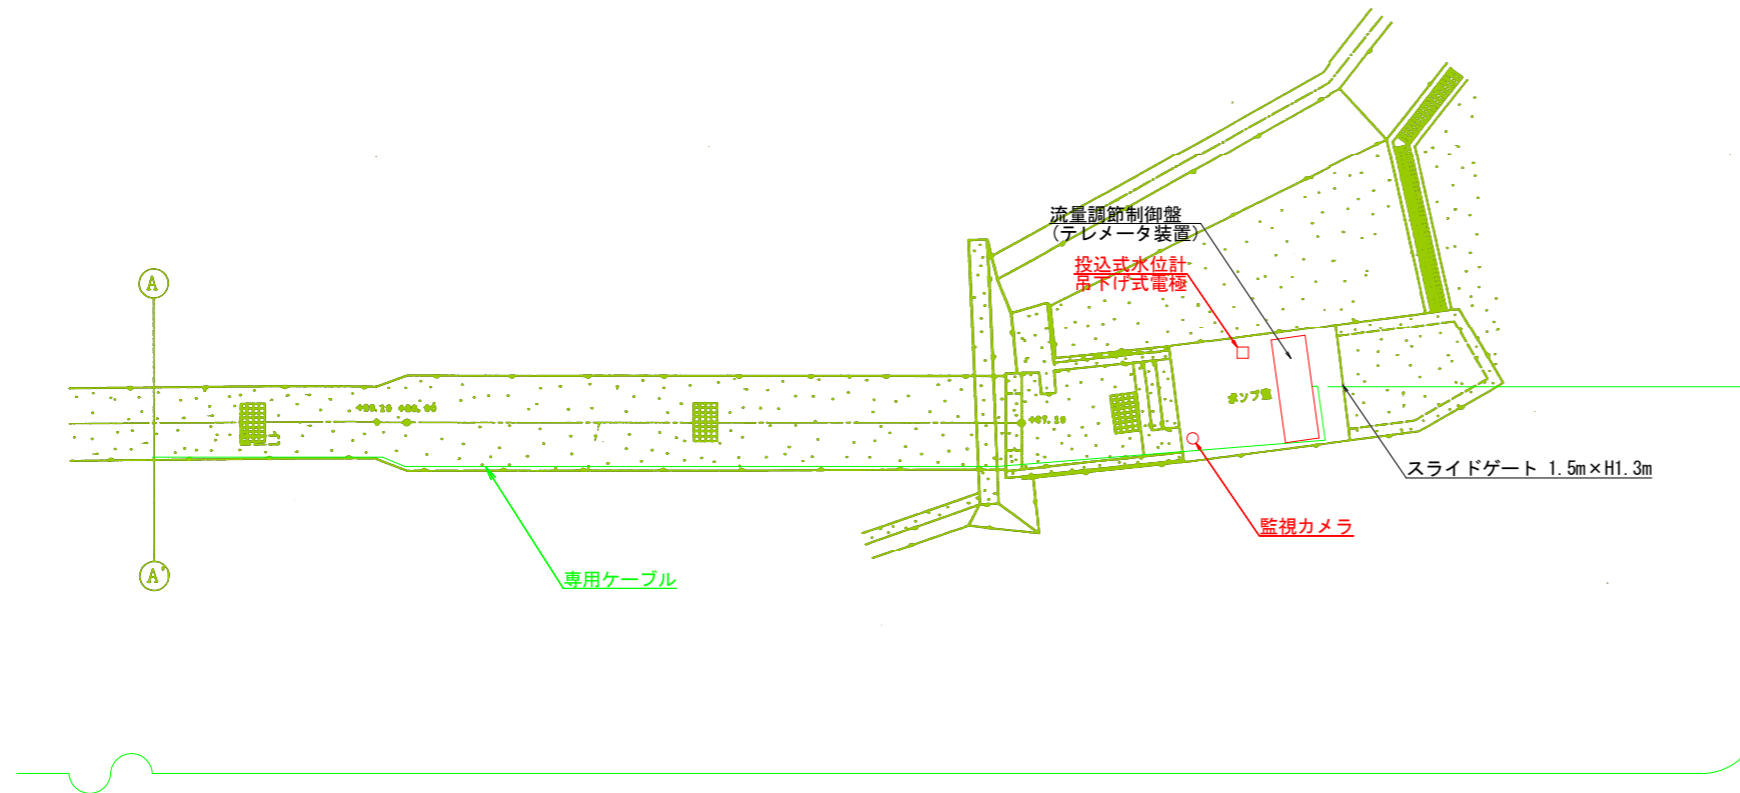 流量調節制御盤
(テレメータ装置)
投込式水位計
吊下げ式電極
A
ポンプ室
スライドゲート 1.5m×H1.3m
監視カメラ
専用ケーブル
A'